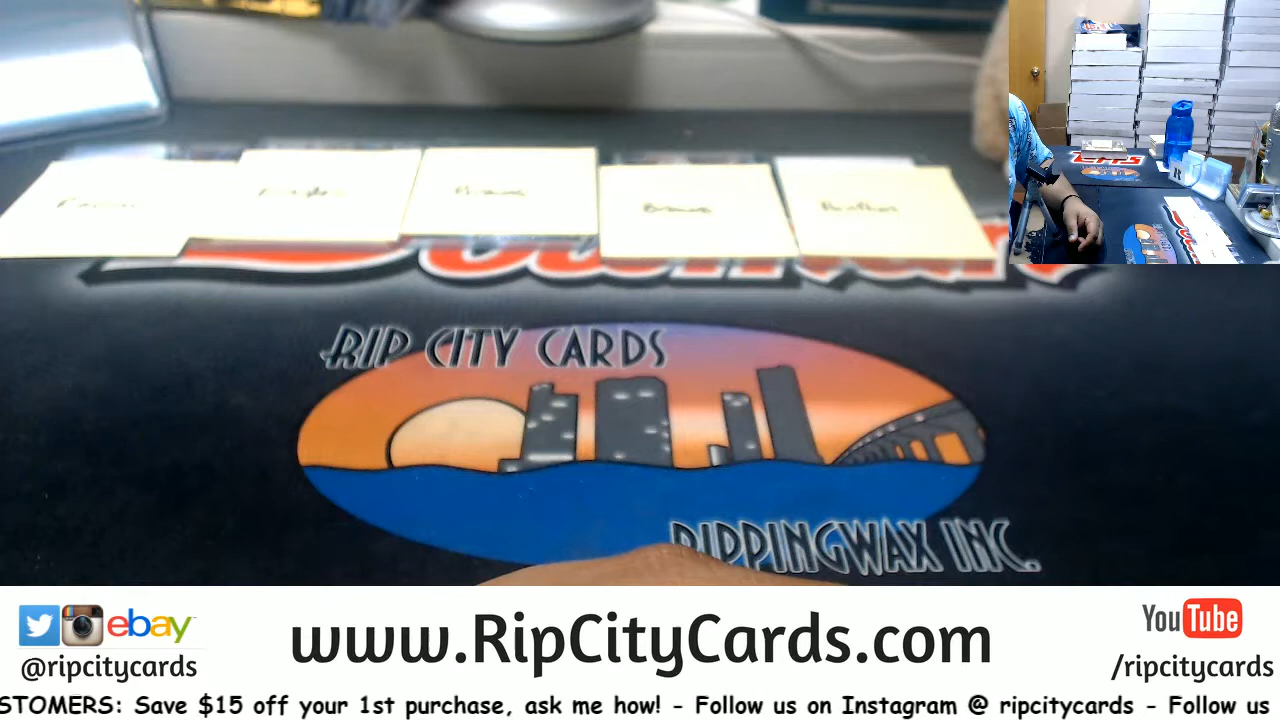 RIP CITY CARDS
RIPPINGWAX INC.
ebay
@ripcitycards
www.RipCityCards.com
YouTube
/ripcitycards
STOMERS: Save $15 off your 1st purchase, ask me how! - Follow us on Instagram @ ripcitycards - Follow us